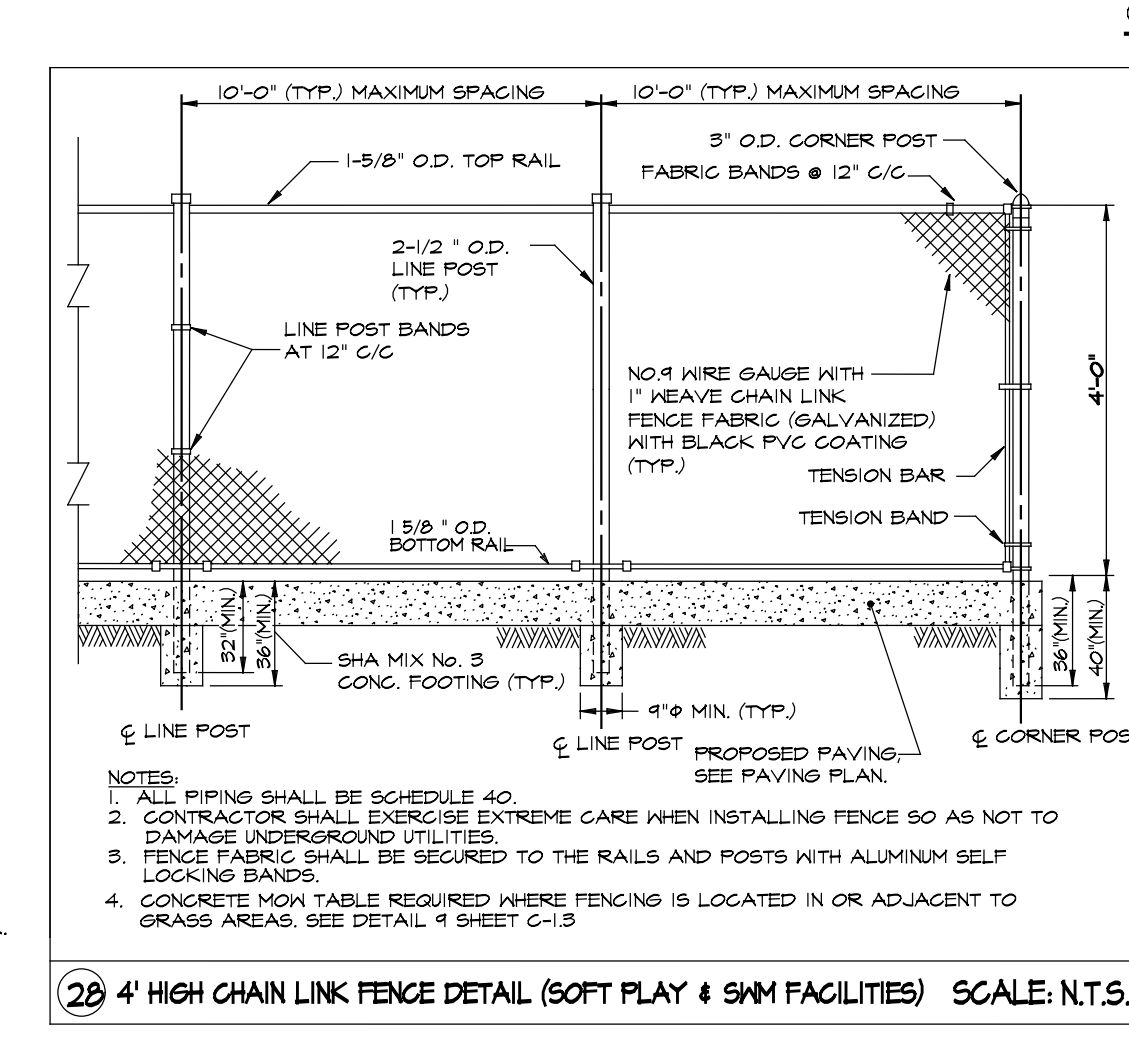 10'-0" (TYP.) MAXIMUM SPACING
10'-0" (TYP.) MAXIMUM SPACING
3" O.D. CORNER POST
1-5/8" O.D. TOP RAIL
FABRIC BANDS @ 12" C/C
2-1/2 " O.D.
LINE POST
(TYP.)
LINE POST BANDS
AT 12" C/C
NO.9 WIRE GAUGE WITH
1" WEAVE CHAIN LINK
FENCE FABRIC (GALVANIZED)
WITH BLACK PVC COATING
(TYP.)
4'-0"
TENSION BAR
TENSION BAND
1 5/8 " O.D.
BOTTOM RAIL
32"(MIN.)
36"(MIN.)
36"(MIN.)
40"(MIN.)
SHA MIX No. 3
CONC. FOOTING (TYP.)
9"Φ MIN. (TYP.)
℄ LINE POST
℄ LINE POST
℄ CORNER POS
PROPOSED PAVING,
SEE PAVING PLAN.
NOTES:
1. ALL PIPING SHALL BE SCHEDULE 40.
2. CONTRACTOR SHALL EXERCISE EXTREME CARE WHEN INSTALLING FENCE SO AS NOT TO
DAMAGE UNDERGROUND UTILITIES.
3. FENCE FABRIC SHALL BE SECURED TO THE RAILS AND POSTS WITH ALUMINUM SELF
LOCKING BANDS.
4. CONCRETE MOW TABLE REQUIRED WHERE FENCING IS LOCATED IN OR ADJACENT TO
GRASS AREAS. SEE DETAIL 9 SHEET C-1.3
28 4' HIGH CHAIN LINK FENCE DETAIL (SOFT PLAY & SWM FACILITIES) SCALE: N.T.S.